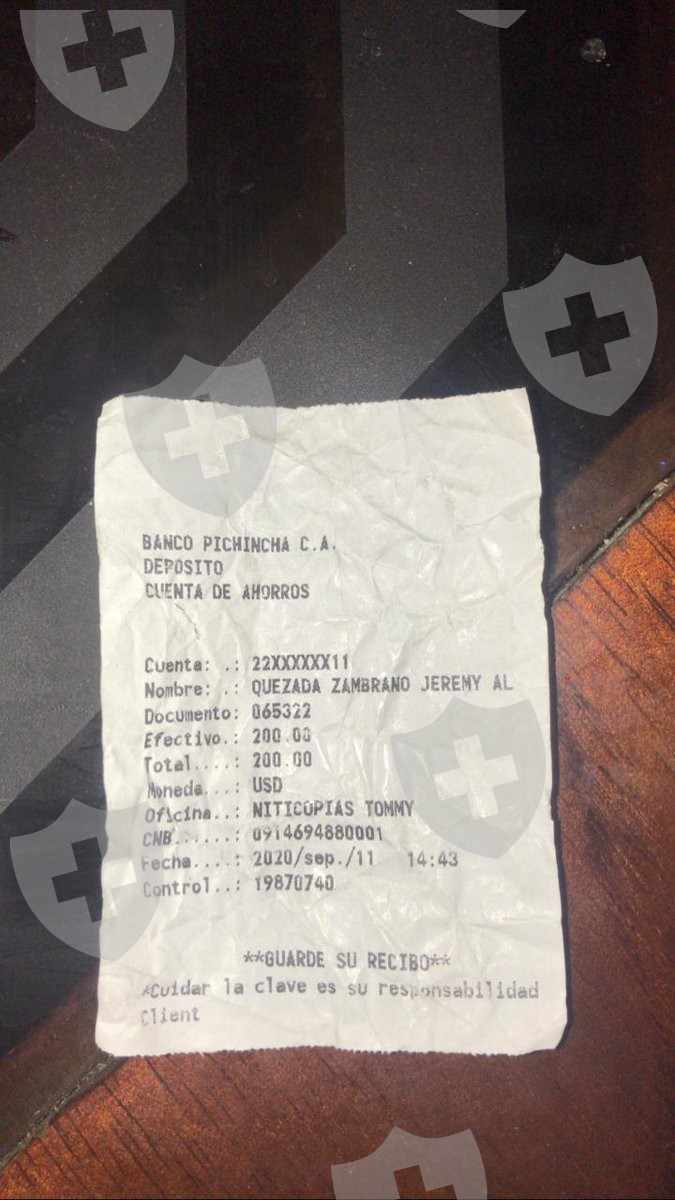 BANCO PICHINCHA C.A.
DEPOSITO
CUENTA DE AHORROS
Cuenta: .: 22XXXXXX11
Nombre: .: QUEZADA ZAMBRANO JEREMY AL
Documento: 065322
Efectivo.: 200.00
Total....: 200.00
Moneda...: USD
Oficina..: NITICOPIAS TOMMY
CNB......: 0914694880001
Fecha....: 2020/sep./11 14:43
Control..: 19870740
**GUARDE SU RECIBO**
*Cuidar la clave es su responsabilidad
Client